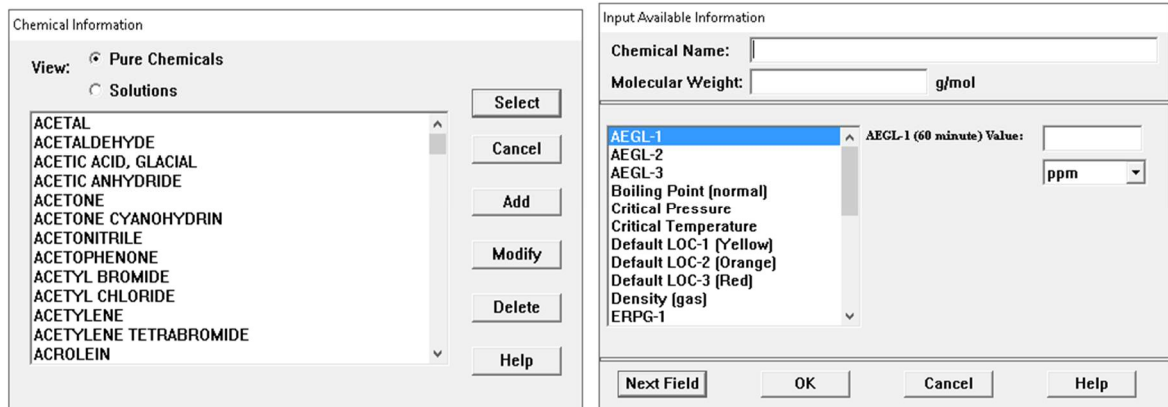 Chemical Information
View:
Pure Chemicals
Solutions
ACETAL
ACETALDEHYDE
ACETIC ACID, GLACIAL
ACETIC ANHYDRIDE
ACETONE
ACETONE CYANOHYDRIN
ACETONITRILE
ACETOPHENONE
ACETYL BROMIDE
ACETYL CHLORIDE
ACETYLENE
ACETYLENE TETRABROMIDE
ACROLEIN
Select
Cancel
Add
Modify
Delete
Help
Input Available Information
Chemical Name:
Molecular Weight: g/mol
AEGL-1
AEGL-2
AEGL-3
Boiling Point (normal)
Critical Pressure
Critical Temperature
Default LOC-1 (Yellow)
Default LOC-2 (Orange)
Default LOC-3 (Red)
Density (gas)
ERPG-1
AEGL-1 (60 minute) Value:
ppm
Next Field
OK
Cancel
Help